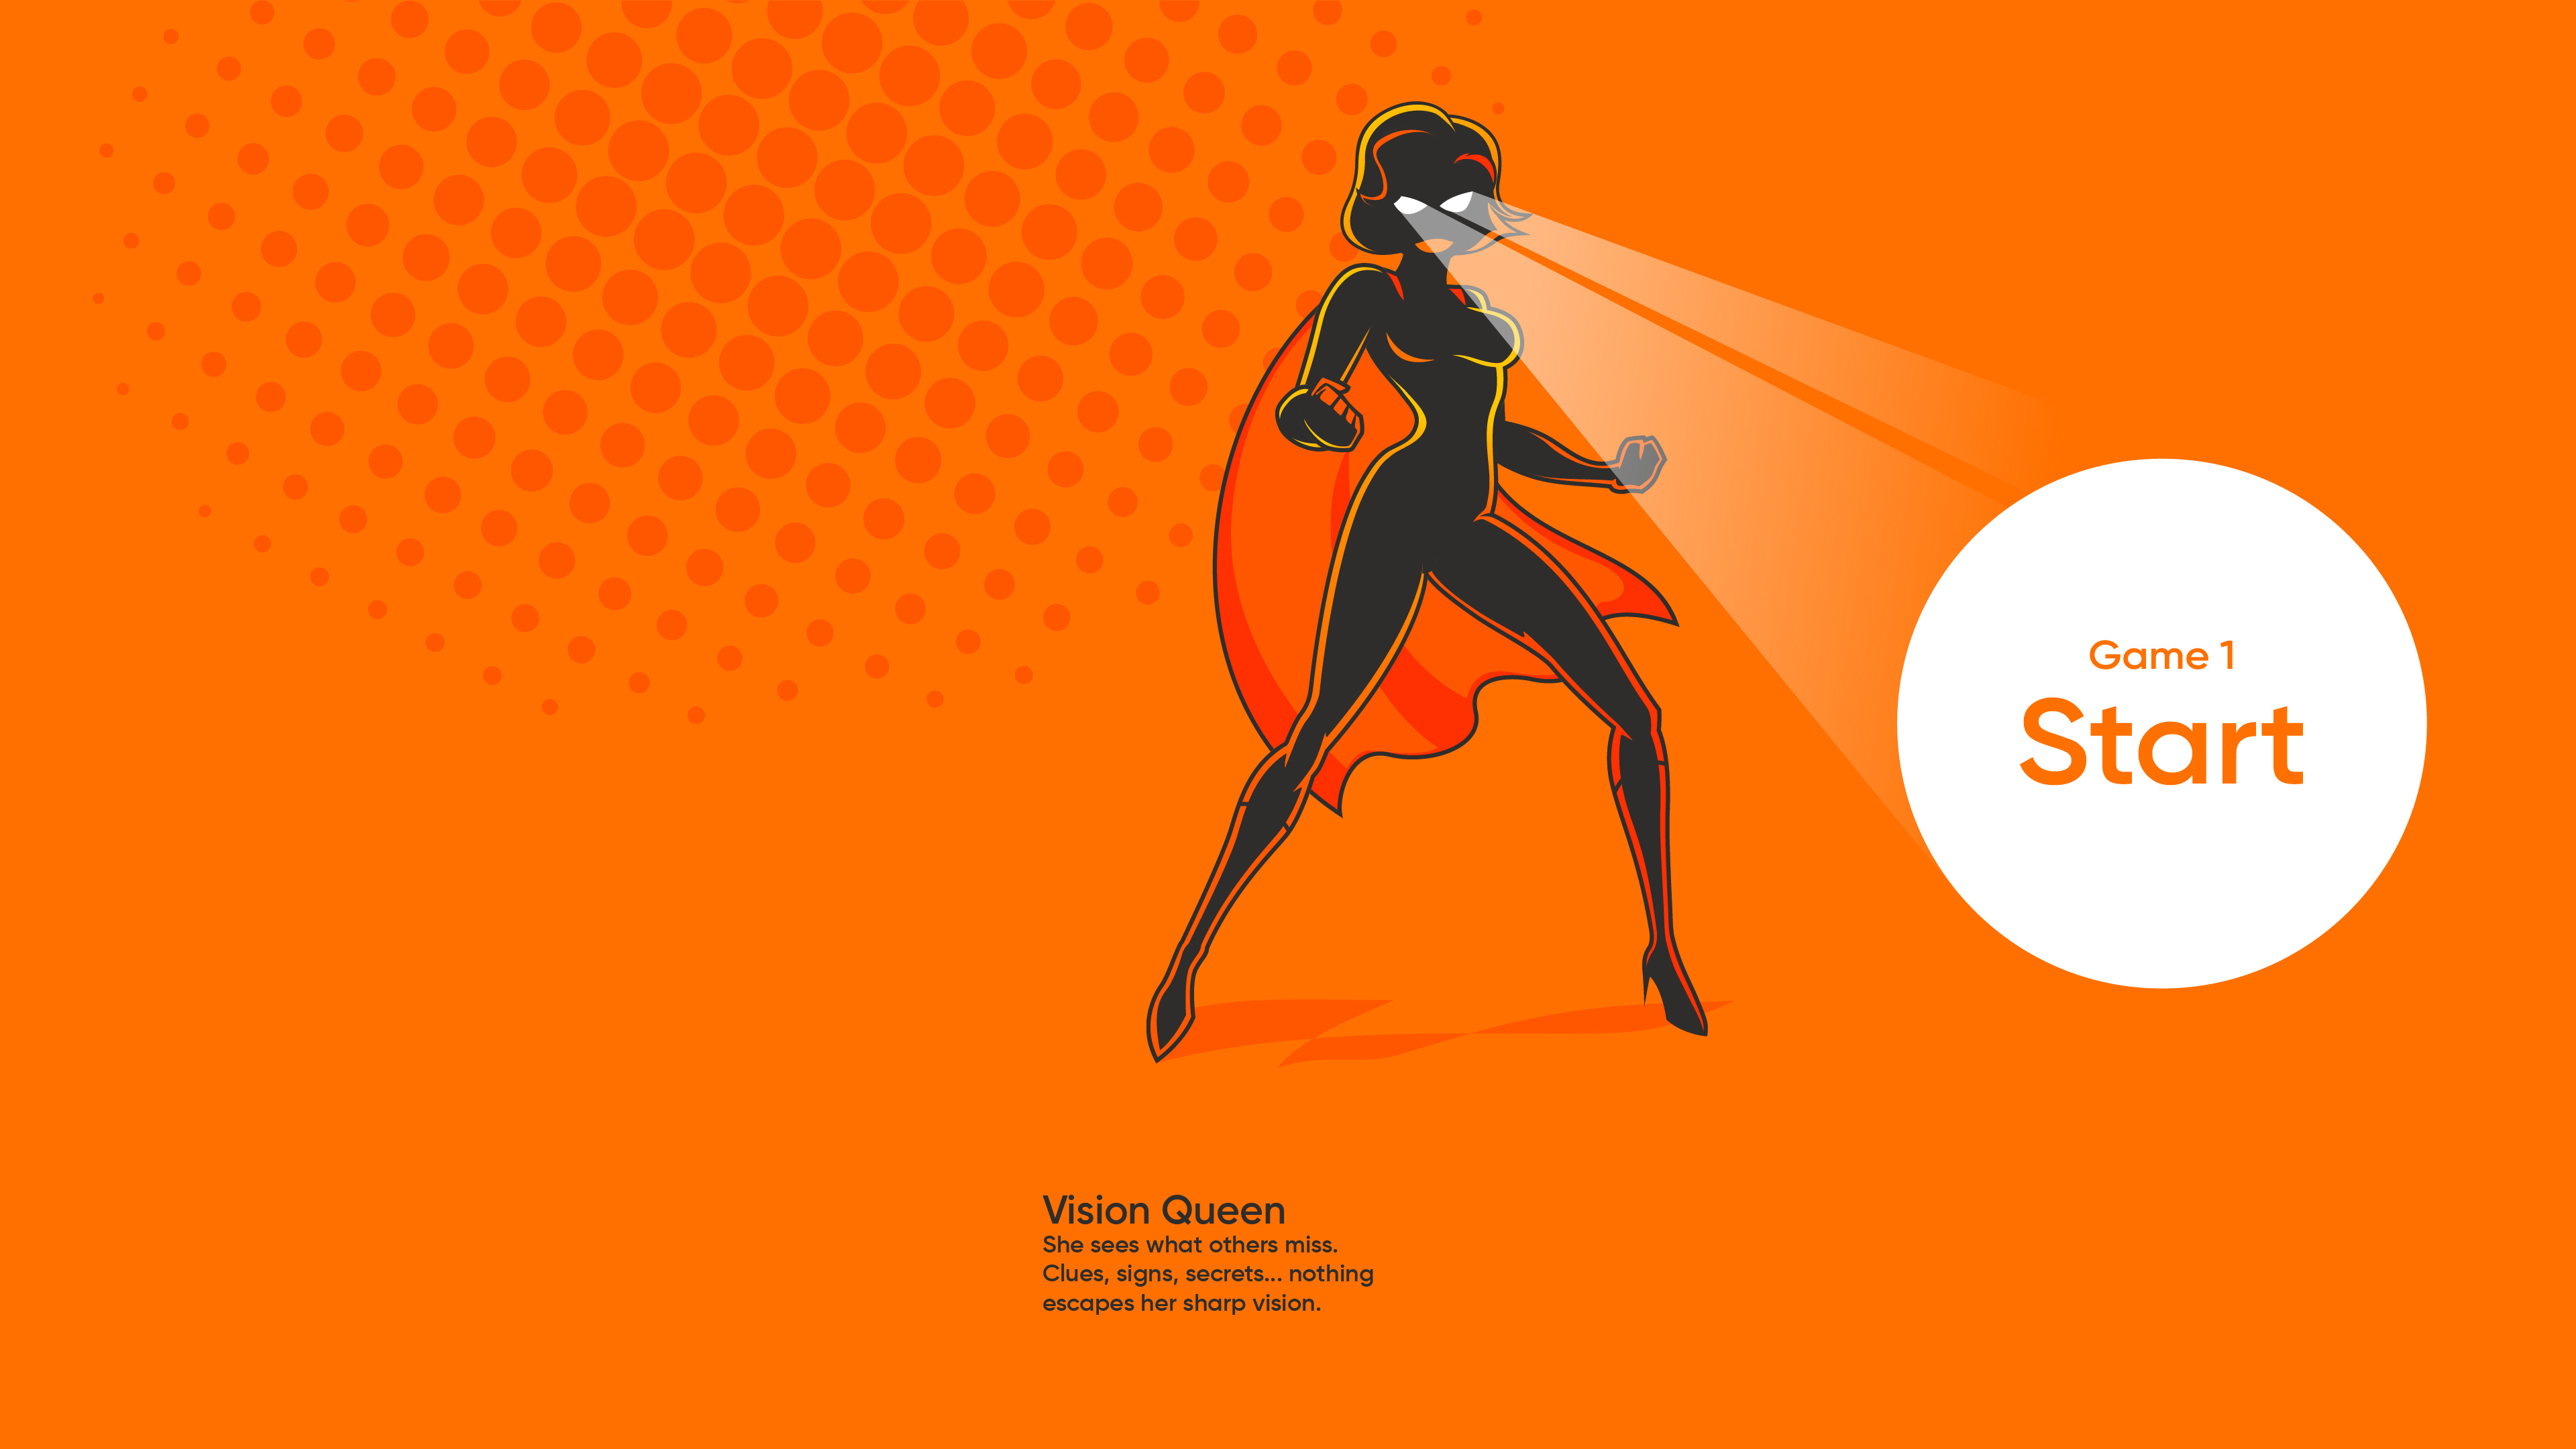 Game 1
Start
Vision Queen
She sees what others miss.
Clues, signs, secrets... nothing
escapes her sharp vision.